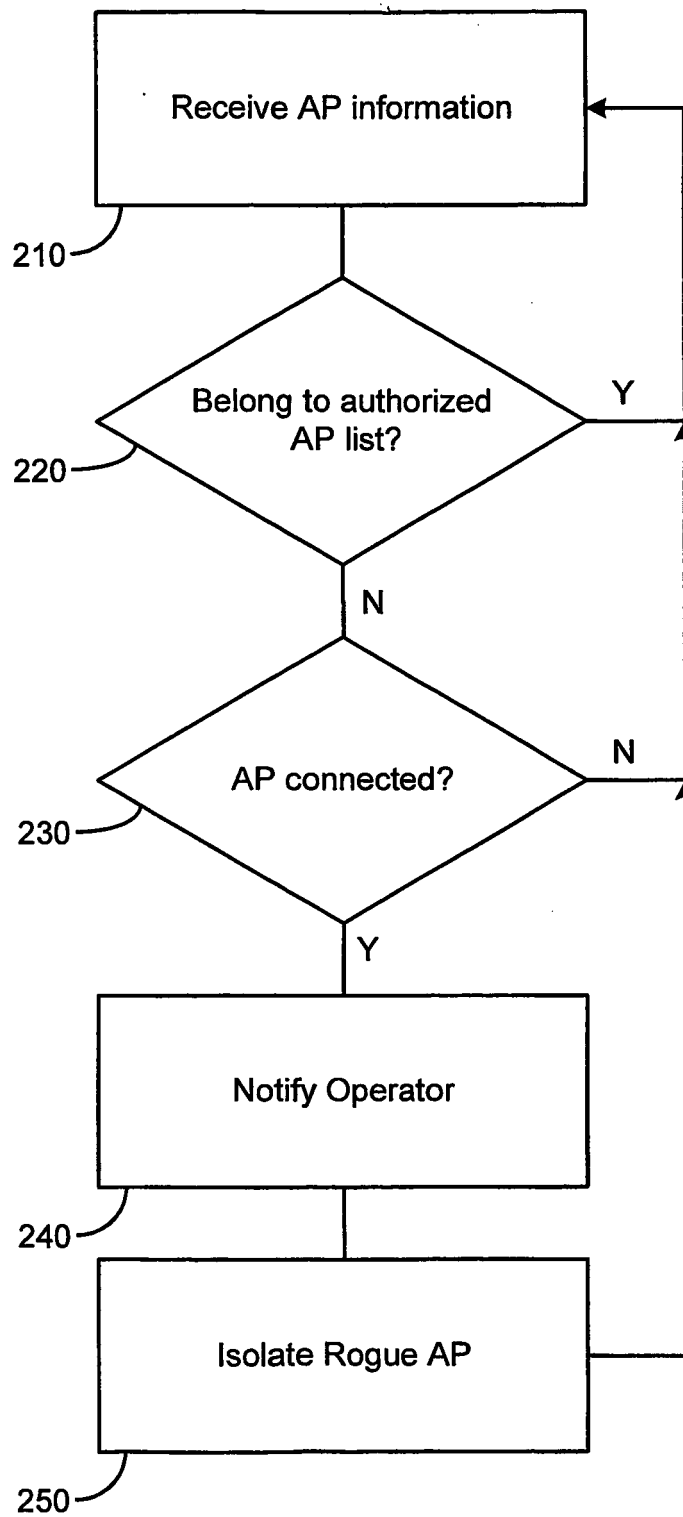 Receive AP information
210
Belong to authorized
AP list?
Y
220
N
AP connected?
N
230
Y
Notify Operator
240
Isolate Rogue AP
250